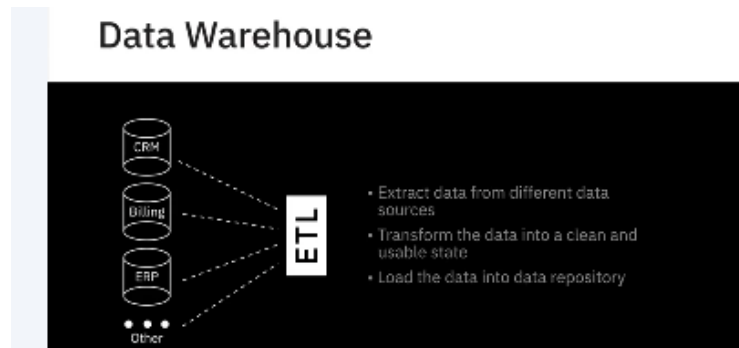 Data Warehouse
CRM
Billing
ERP
Other
ETL
• Extract data from different data
sources
• Transform the data into a clean and
usable state
• Load the data into data repository